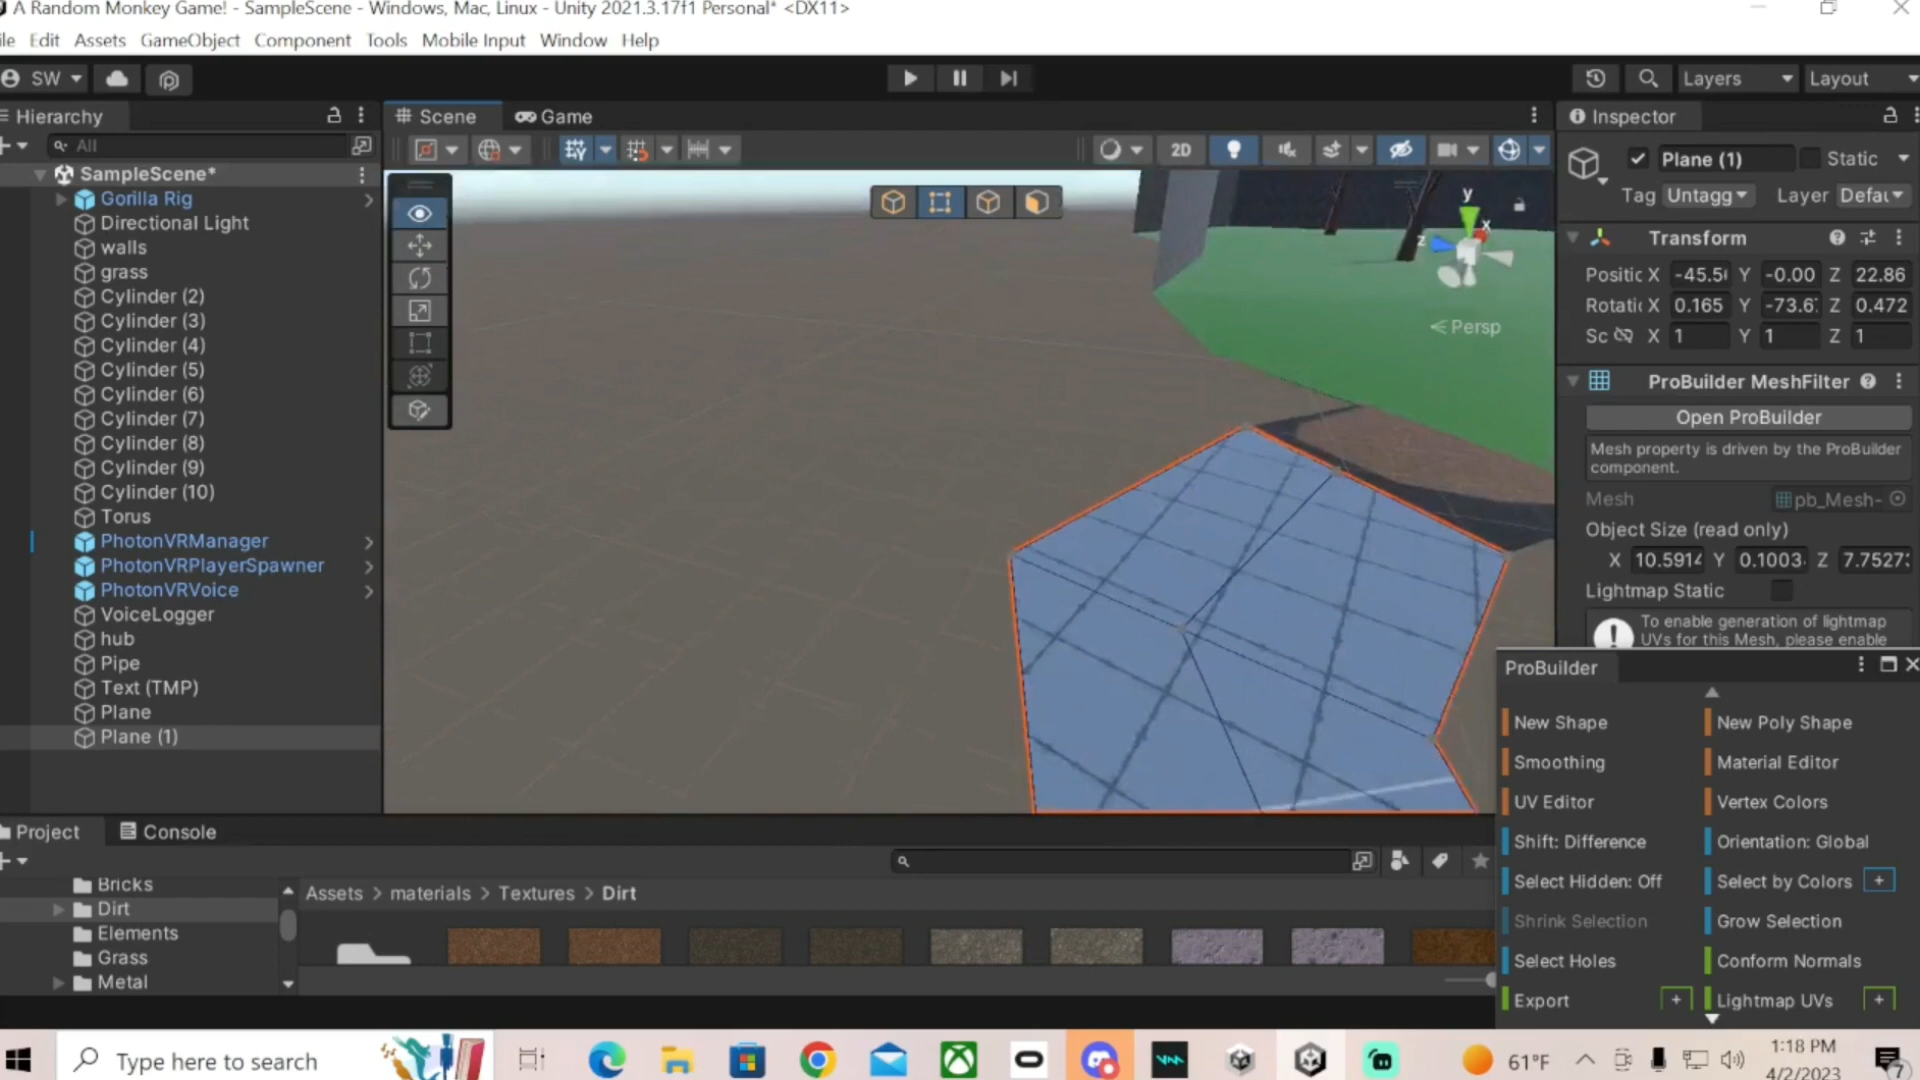 A Random Monkey Game! - SampleScene - Windows, Mac, Linux - Unity 2021.3.17f1 Personal* <DX11>
ile Edit Assets GameObject Component Tools Mobile Input Window Help
SW Layers Layout
Hierarchy
All
SampleScene*
Gorilla Rig
Directional Light
walls
grass
Cylinder (2)
Cylinder (3)
Cylinder (4)
Cylinder (5)
Cylinder (6)
Cylinder (7)
Cylinder (8)
Cylinder (9)
Cylinder (10)
Torus
PhotonVRManager
PhotonVRPlayerSpawner
PhotonVRVoice
VoiceLogger
hub
Pipe
Text (TMP)
Plane
Plane (1)
Scene Game
2D
y
x
z
Persp
Inspector
Plane (1) Static
Tag Untagg Layer Defau
Transform
Positic X -45.5 Y -0.00 Z 22.86
Rotati X 0.165 Y -73.6 Z 0.472
Sc X 1 Y 1 Z 1
ProBuilder MeshFilter
Open ProBuilder
Mesh property is driven by the ProBuilder
component.
Mesh pb_Mesh-
Object Size (read only)
X 10.5914 Y 0.1003 Z 7.7527
Lightmap Static
To enable generation of lightmap
UVs for this Mesh, please enable
ProBuilder
New Shape New Poly Shape
Smoothing Material Editor
UV Editor Vertex Colors
Shift: Difference Orientation: Global
Select Hidden: Off Select by Colors +
Shrink Selection Grow Selection
Select Holes Conform Normals
Export + Lightmap UVs +
Project Console
Bricks
Dirt
Elements
Grass
Metal
Assets > materials > Textures > Dirt
Type here to search
61°F
1:18 PM
4/2/2023
7